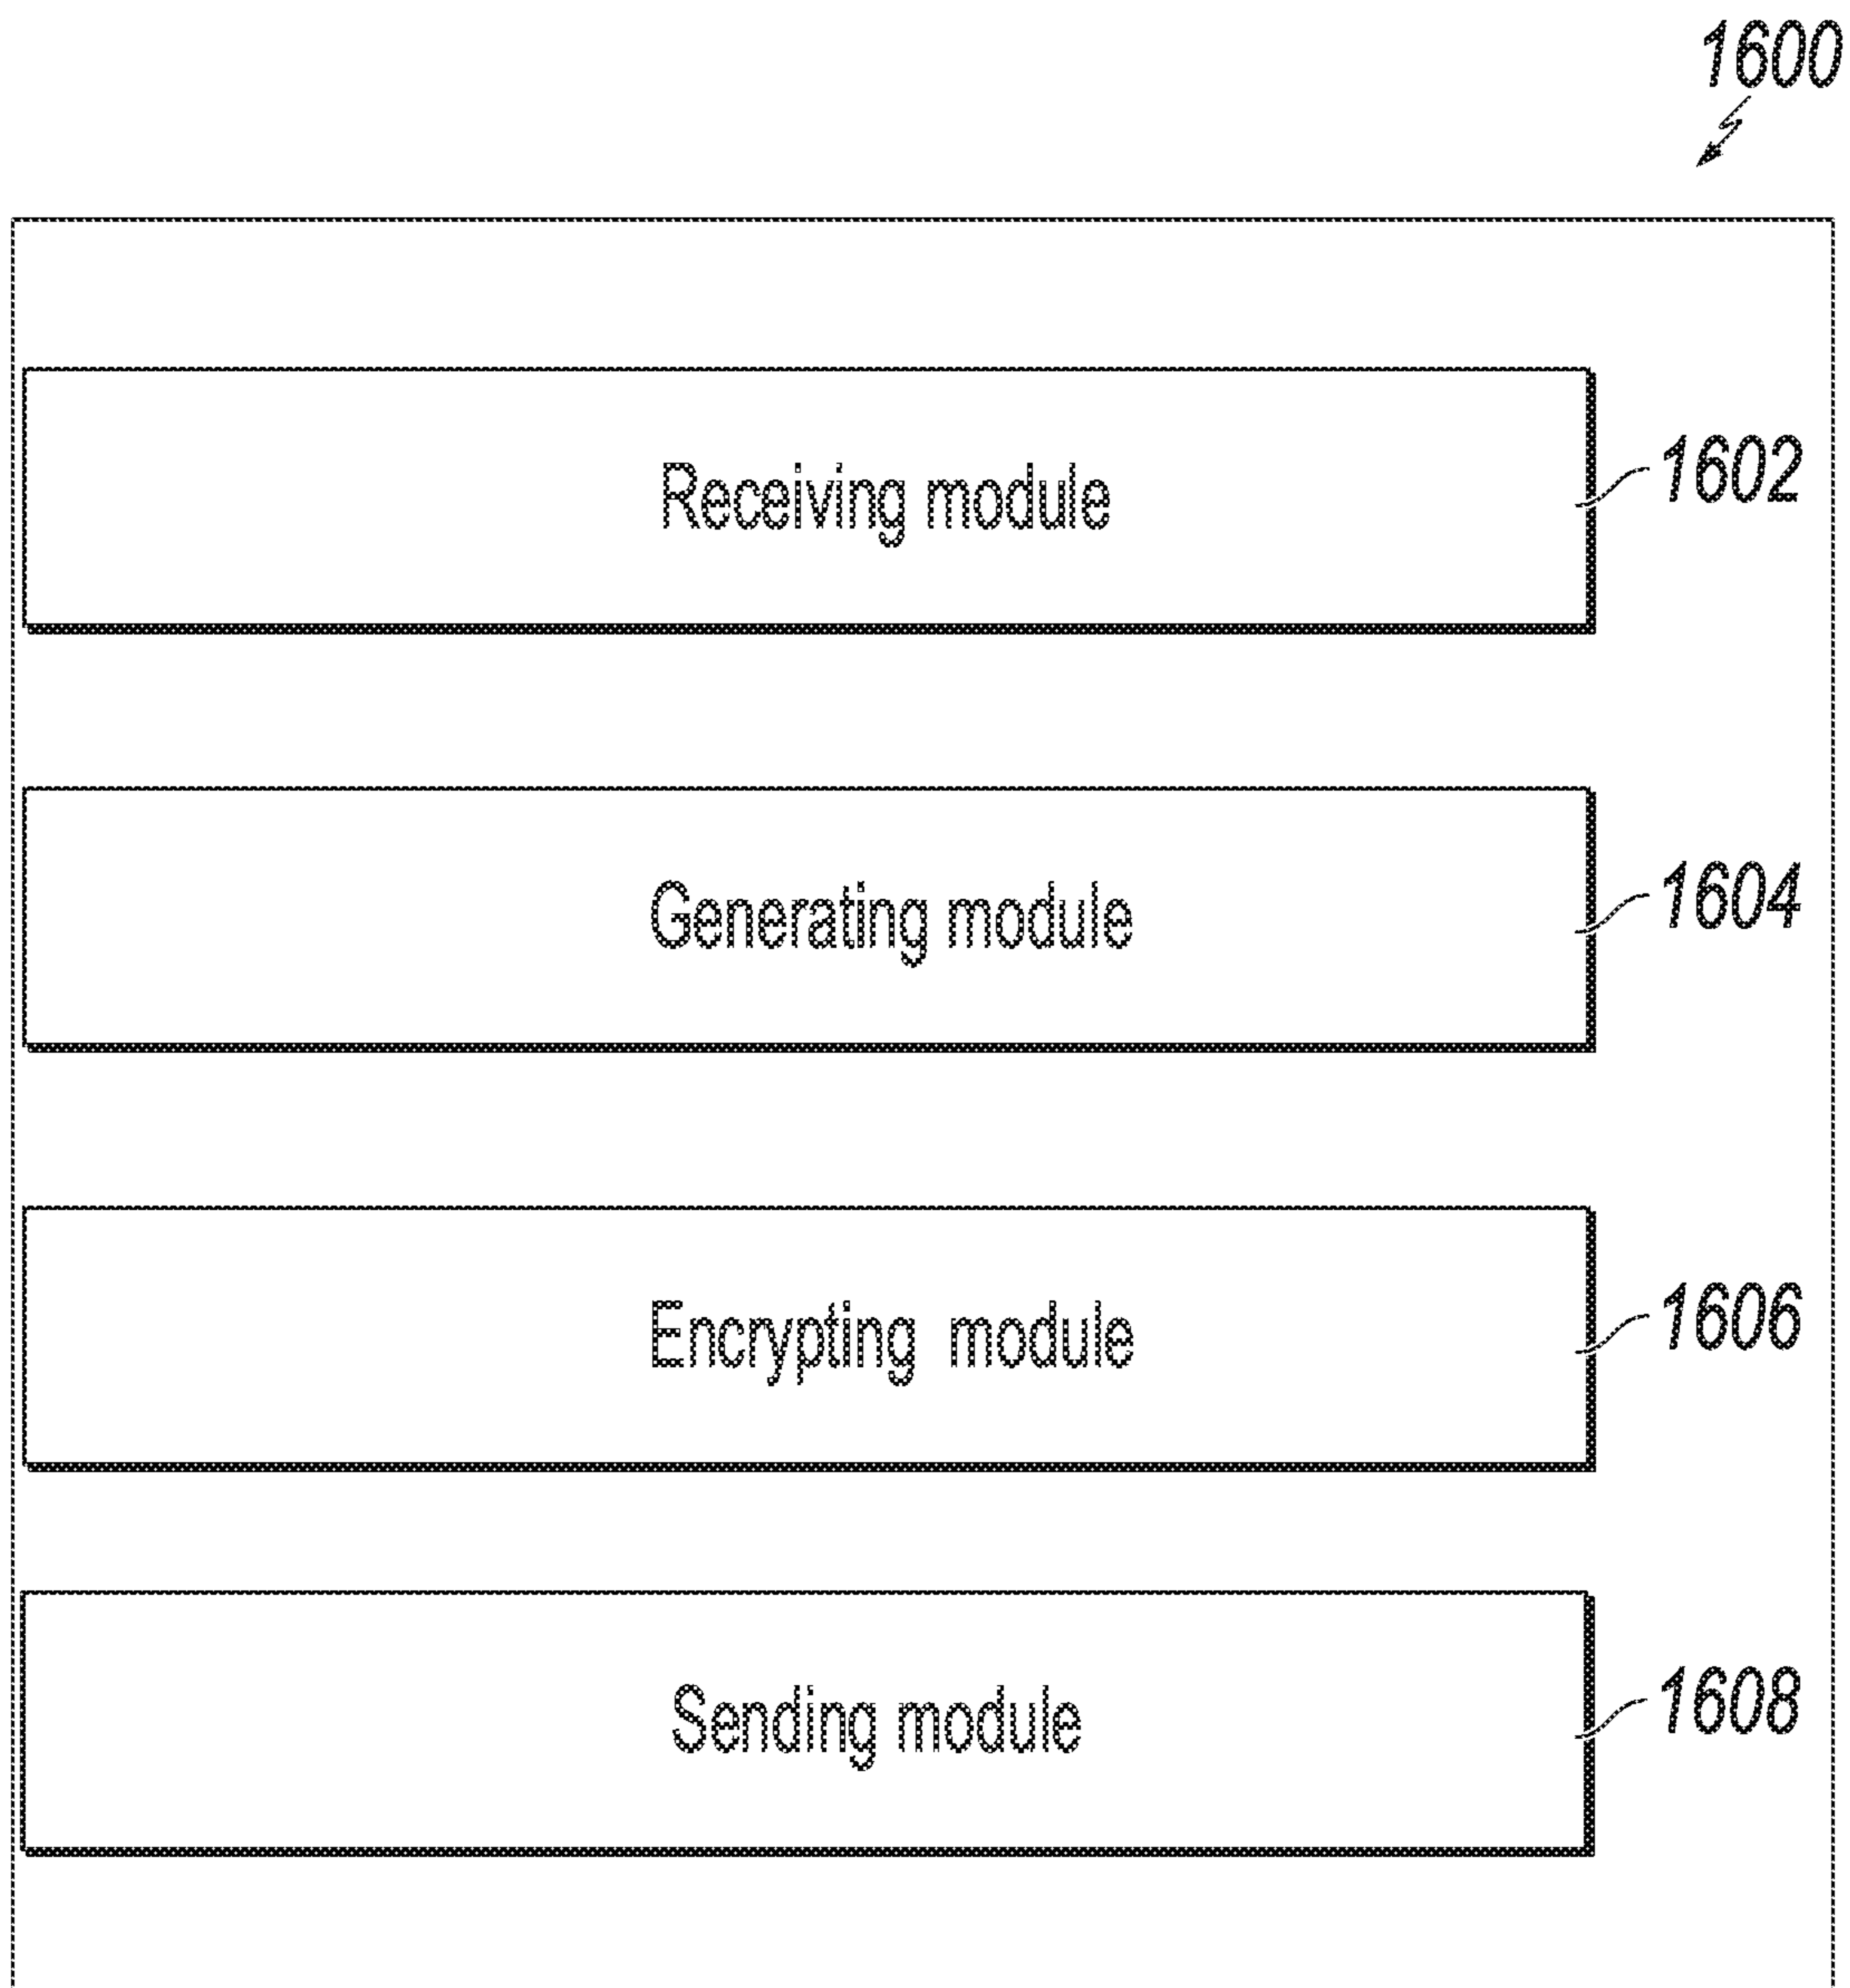 1600
Receiving module
1602
Generating module
1604
Encrypting module
1606
Sending module
1608